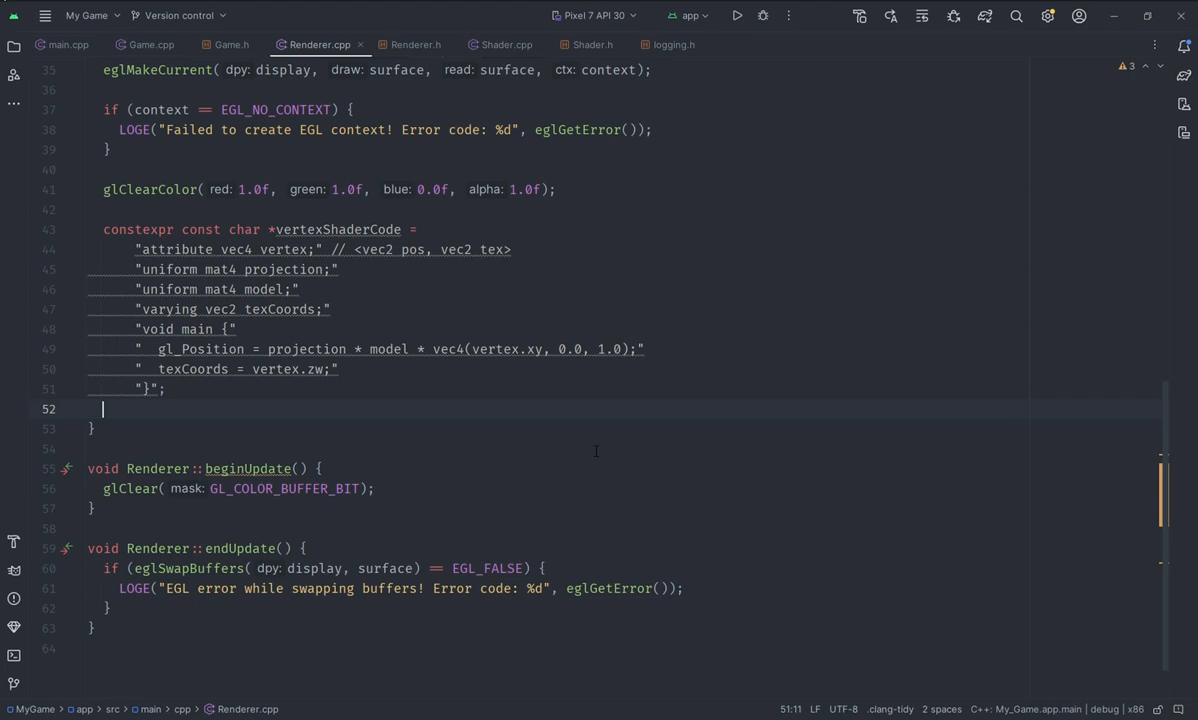 My Game Version control Pixel 7 API 30 app
main.cpp Game.cpp Game.h Renderer.cpp Renderer.h Shader.cpp Shader.h logging.h
35 eglMakeCurrent( dpy: display, draw: surface, read: surface, ctx: context); 3
36
37 if (context == EGL_NO_CONTEXT) {
38 LOGE("Failed to create EGL context! Error code: %d", eglGetError());
39 }
40
41 glClearColor( red: 1.0f, green: 1.0f, blue: 0.0f, alpha: 1.0f);
42
43 constexpr const char *vertexShaderCode =
44 "attribute vec4 vertex;" // <vec2 pos, vec2 tex>
45 "uniform mat4 projection;"
46 "uniform mat4 model;"
47 "varying vec2 texCoords;"
48 "void main {"
49 "  gl_Position = projection * model * vec4(vertex.xy, 0.0, 1.0);"
50 "  texCoords = vertex.zw;"
51 "}";
52
53 }
54
55 void Renderer::beginUpdate() {
56 glClear( mask: GL_COLOR_BUFFER_BIT);
57 }
58
59 void Renderer::endUpdate() {
60 if (eglSwapBuffers( dpy: display, surface) == EGL_FALSE) {
61 LOGE("EGL error while swapping buffers! Error code: %d", eglGetError());
62 }
63 }
64
MyGame app src main cpp Renderer.cpp 51:11 LF UTF-8 .clang-tidy 2 spaces C++: My_Game.app.main | debug | x86